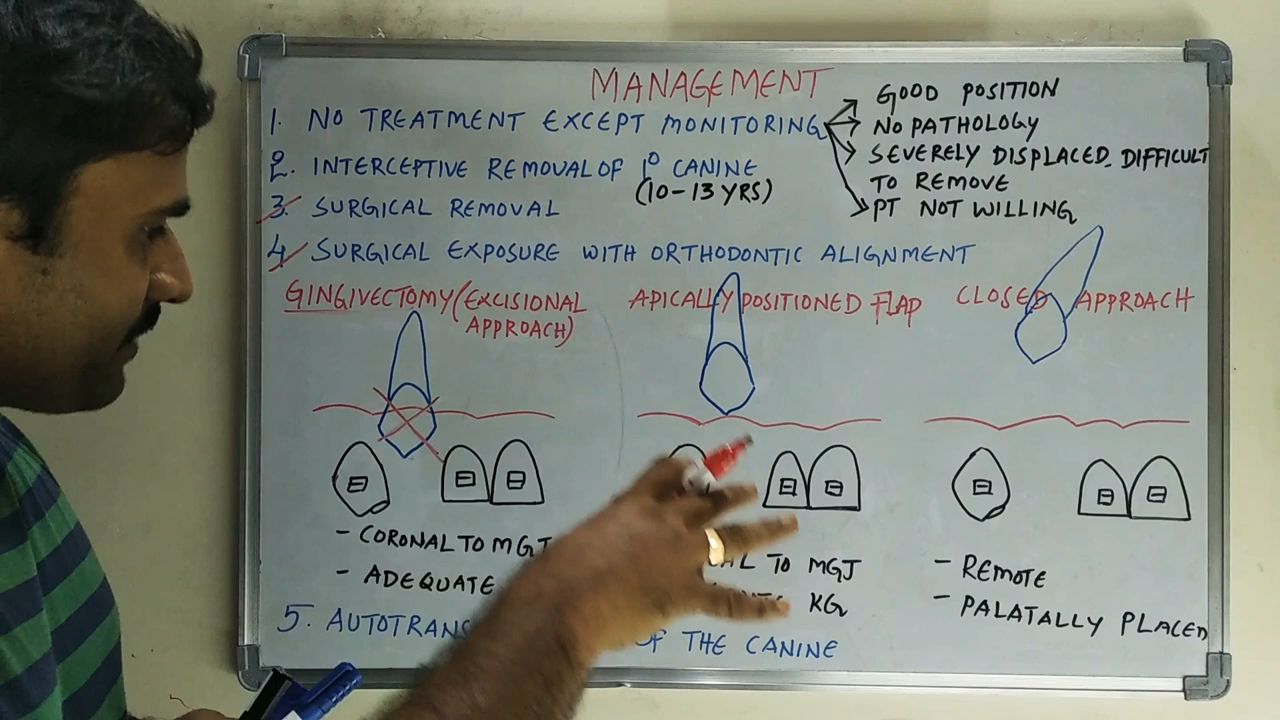 MANAGEMENT
1. NO TREATMENT EXCEPT MONITORING
GOOD POSITION
NO PATHOLOGY
SEVERELY DISPLACED. DIFFICULT
TO REMOVE
PT NOT WILLING
2. INTERCEPTIVE REMOVAL OF 1° CANINE
(10-13 YRS)
3. SURGICAL REMOVAL
4. SURGICAL EXPOSURE WITH ORTHODONTIC ALIGNMENT
GINGIVECTOMY (EXCISIONAL
APPROACH)
APICALLY POSITIONED FLAP
CLOSED APPROACH
- CORONAL TO MGJ
- ADEQUATE
TO MGJ
KG
- REMOTE
- PALATALLY PLACED
5. OF THE CANINE